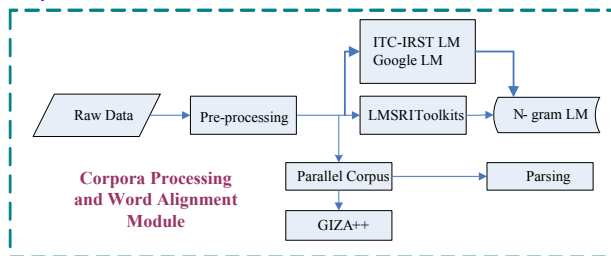 ITC-IRST LM
Google LM
Raw Data
Pre-processing
LMSRIToolkits
N- gram LM
Parallel Corpus
Parsing
Corpora Processing
and Word Alignment
Module
GIZA++